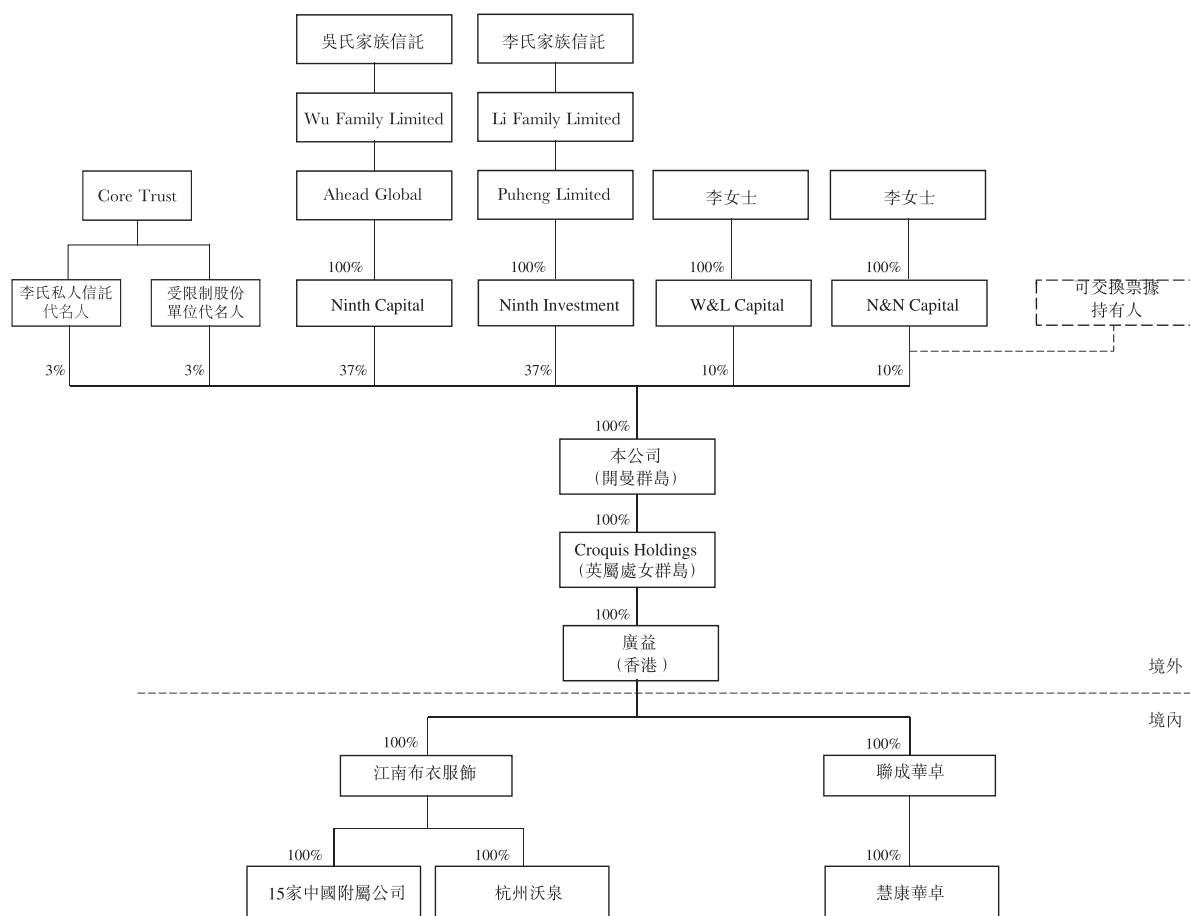 吳氏家族信託
李氏家族信託
Wu Family Limited
Li Family Limited
Core Trust
Ahead Global
Puheng Limited
李女士
李女士
100%
100%
100%
100%
李氏私人信託
代名人
受限制股份
單位代名人
Ninth Capital
Ninth Investment
W&L Capital
N&N Capital
可交換票據
持有人
3%
3%
37%
37%
10%
10%
100%
本公司
（開曼群島）
100%
Croquis Holdings
（英屬處女群島）
100%
廣益
（香港）
境外
境內
100%
100%
江南布衣服飾
聯成華卓
100%
100%
100%
15家中國附屬公司
杭州沃泉
慧康華卓